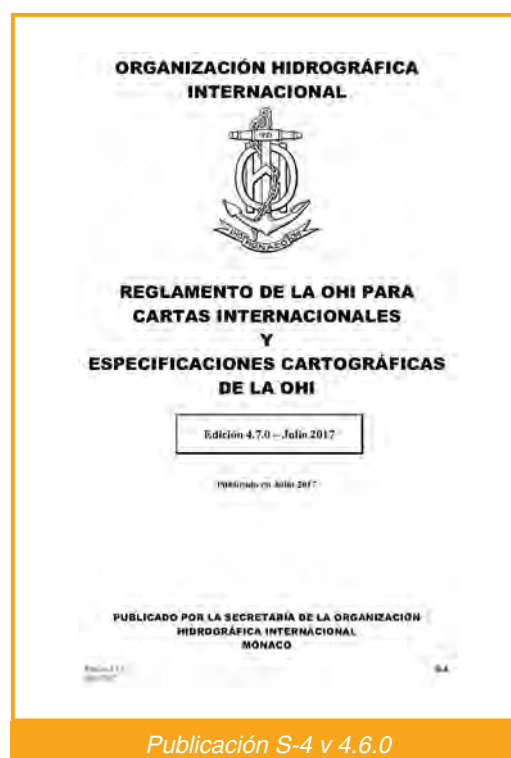 ORGANIZACIÓN HIDROGRÁFICA
INTERNACIONAL
REGLAMENTO DE LA OHI PARA
CARTAS INTERNACIONALES
Y
ESPECIFICACIONES CARTOGRÁFICAS
DE LA OHI
Edición 4.7.0 – Julio 2017
Publicado en Julio 2017
PUBLICADO POR LA SECRETARÍA DE LA ORGANIZACIÓN
HIDROGRÁFICA INTERNACIONAL
MÓNACO
S-4
Publicación S-4 v 4.6.0